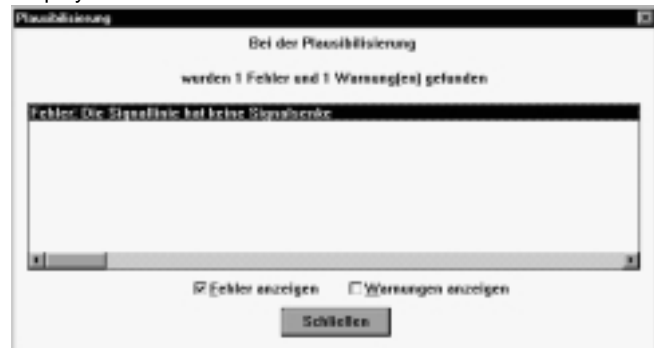 Plausibilisierung
Bei der Plausibilisierung
wurden 1 Fehler und 1 Warnung(en) gefunden
Fehler: Die Signallinie hat keine Signalsenke
Fehler anzeigen Warnungen anzeigen
Schließen